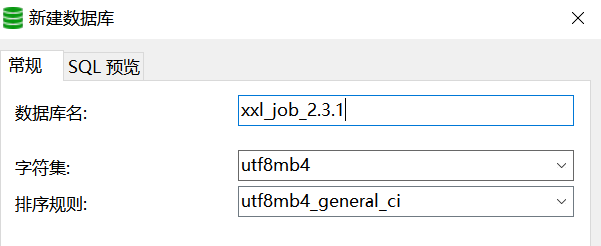 新建数据库
常规 SQL 预览
数据库名: xxl_job_2.3.1
字符集: utf8mb4
排序规则: utf8mb4_general_ci